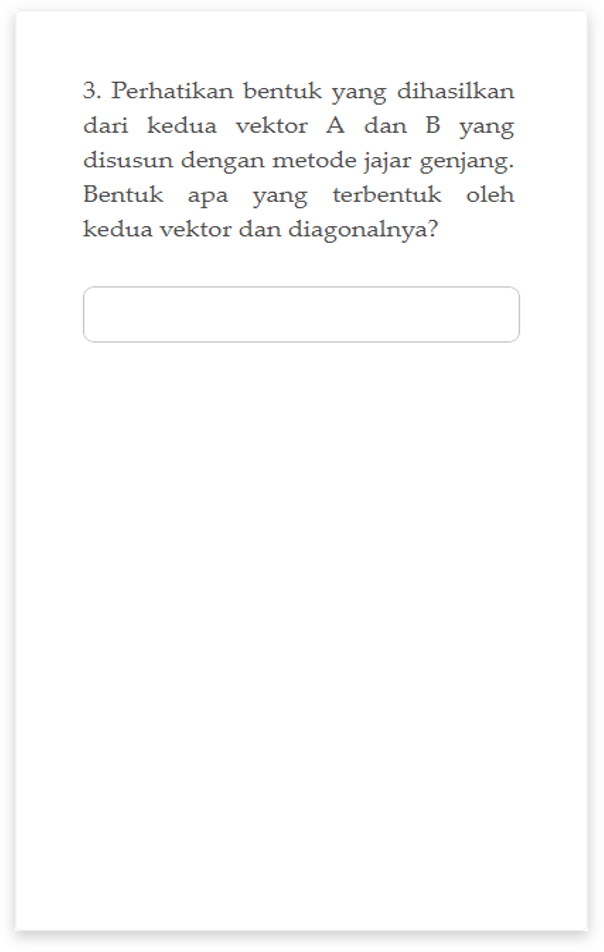 3. Perhatikan bentuk yang dihasilkan
dari kedua vektor A dan B yang
disusun dengan metode jajar genjang.
Bentuk apa yang terbentuk oleh
kedua vektor dan diagonalnya?